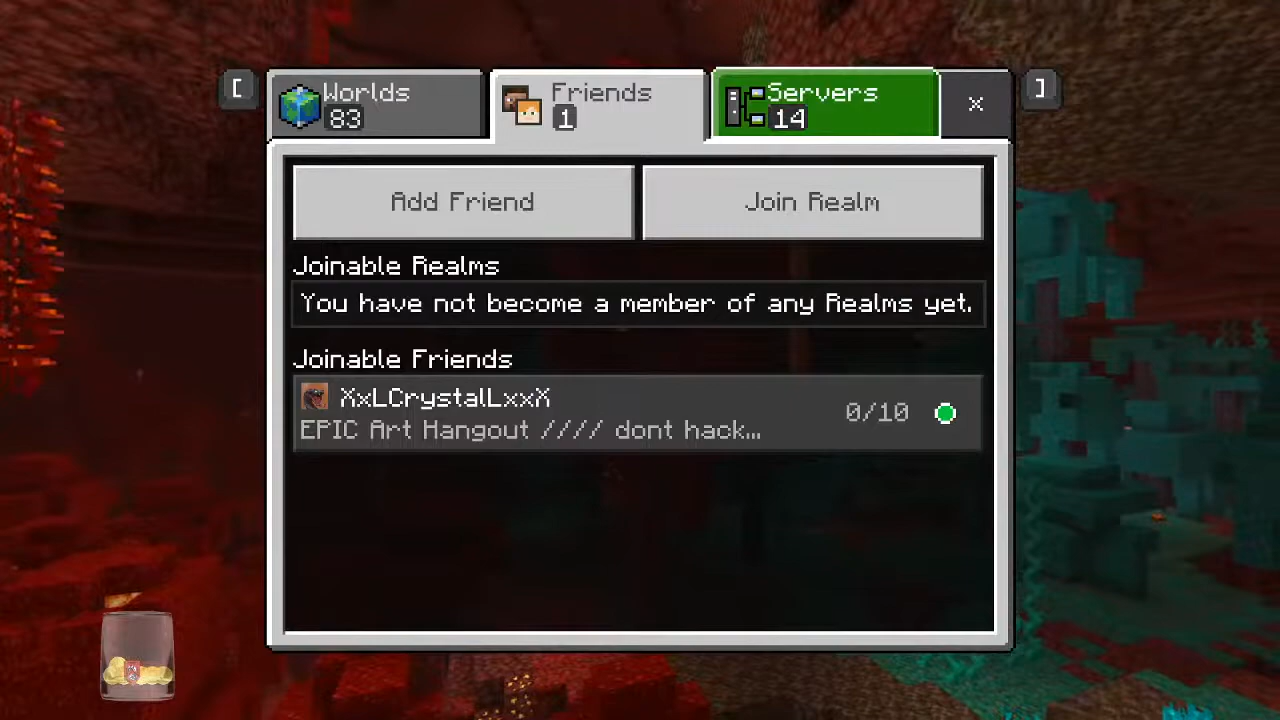 [
Worlds
83
Friends
1
Servers
14
×
]
Add Friend
Join Realm
Joinable Realms
You have not become a member of any Realms yet.
Joinable Friends
XxLCrystalLxxX
EPIC Art Hangout //// dont hack...
0/10